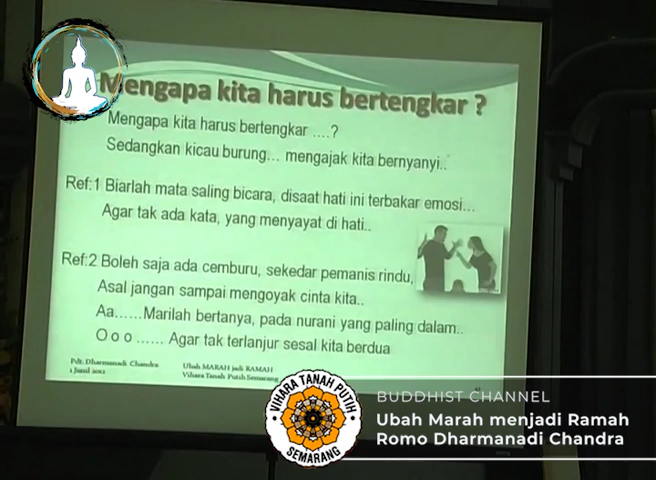 Mengapa kita harus bertengkar ?
Mengapa kita harus bertengkar ....?
Sedangkan kicau burung... mengajak kita bernyanyi..
Ref:1 Biarlah mata saling bicara, disaat hati ini terbakar emosi...
Agar tak ada kata, yang menyayat di hati..
Ref:2 Boleh saja ada cemburu, sekedar pemanis rindu,
Asal jangan sampai mengoyak cinta kita..
Aa......Marilah bertanya, pada nurani yang paling dalam..
O o o ...... Agar tak terlanjur sesal kita berdua
Pdt. Dharmanadi Chandra
1 Junil 2012
Ubah MARAH jadi RAMAH
Vihara Tanah Putih Semarang
VIHARA TANAH PUTIH
SEMARANG
BUDDHIST CHANNEL
Ubah Marah menjadi Ramah
Romo Dharmanadi Chandra